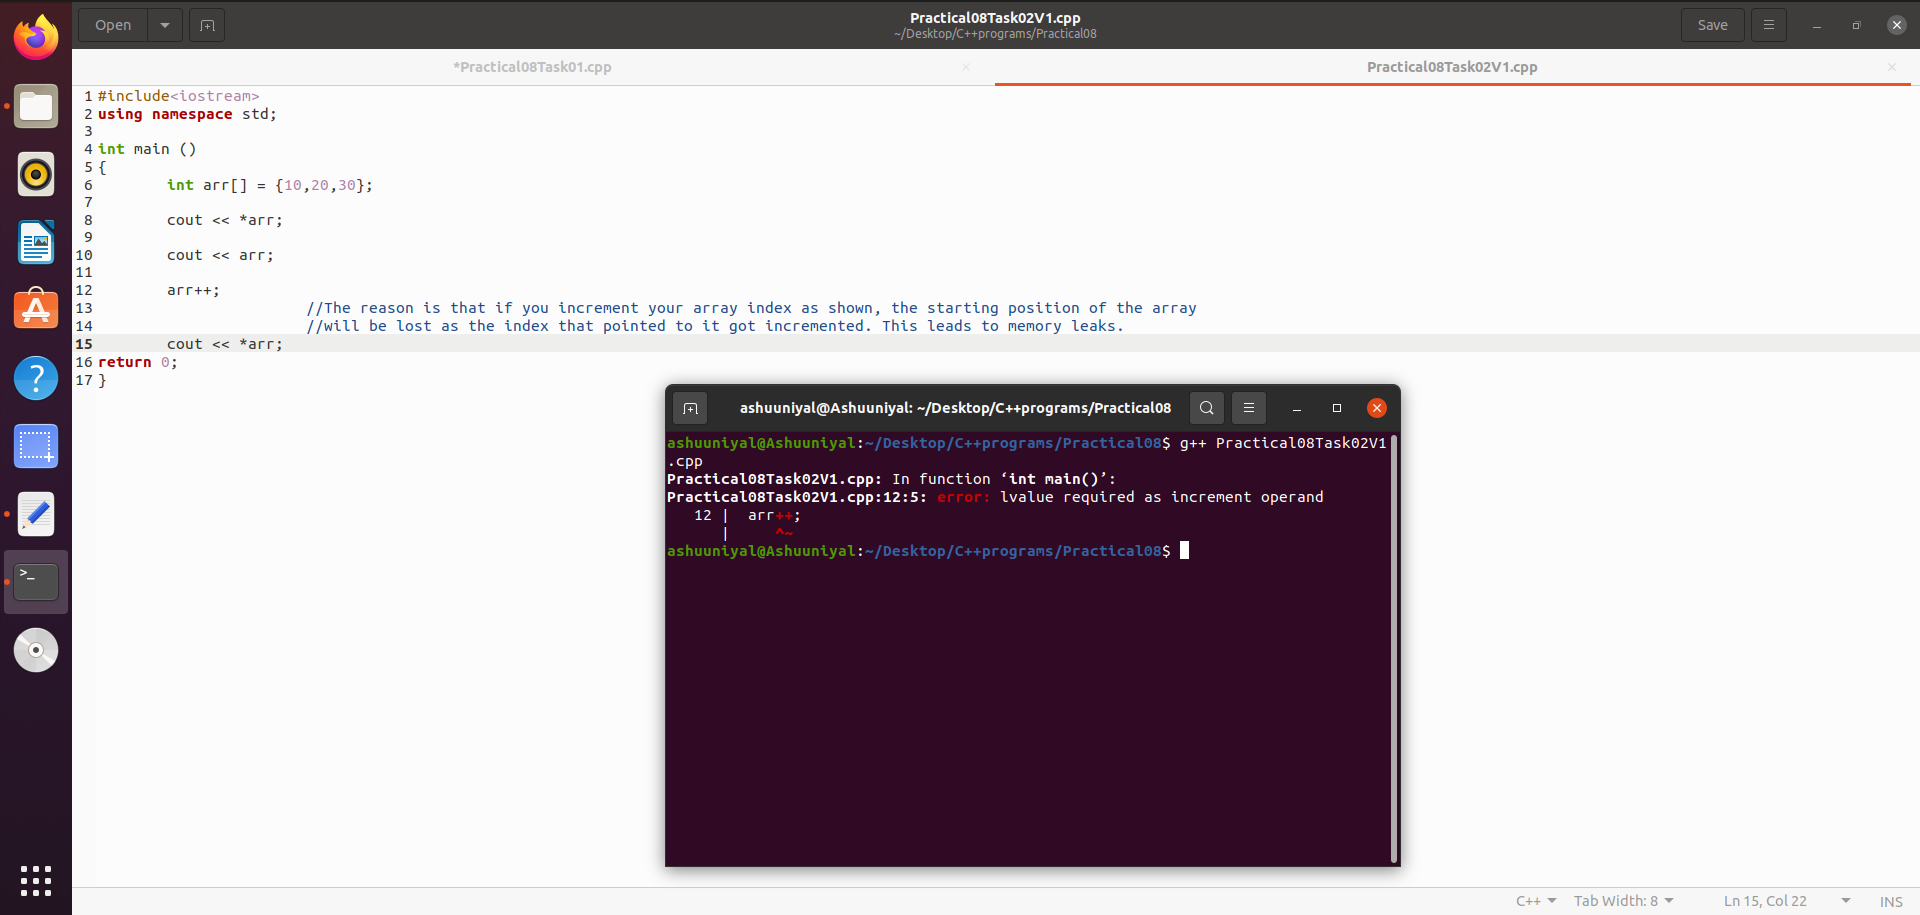 Open
Practical08Task02V1.cpp
~/Desktop/C++programs/Practical08
Save
*Practical08Task01.cpp
Practical08Task02V1.cpp
1 #include<iostream>
2 using namespace std;
3
4 int main ()
5 {
6 int arr[] = {10,20,30};
7
8 cout << *arr;
9
10 cout << arr;
11
12 arr++;
13 //The reason is that if you increment your array index as shown, the starting position of the array
14 //will be lost as the index that pointed to it got incremented. This leads to memory leaks.
15 cout << *arr;
16 return 0;
17 }
ashuuniyal@Ashuuniyal: ~/Desktop/C++programs/Practical08
ashuuniyal@Ashuuniyal:~/Desktop/C++programs/Practical08$ g++ Practical08Task02V1
.cpp
Practical08Task02V1.cpp: In function ‘int main()’:
Practical08Task02V1.cpp:12:5: error: lvalue required as increment operand
12 | arr++;
| ^~
ashuuniyal@Ashuuniyal:~/Desktop/C++programs/Practical08$
C++
Tab Width: 8
Ln 15, Col 22
INS